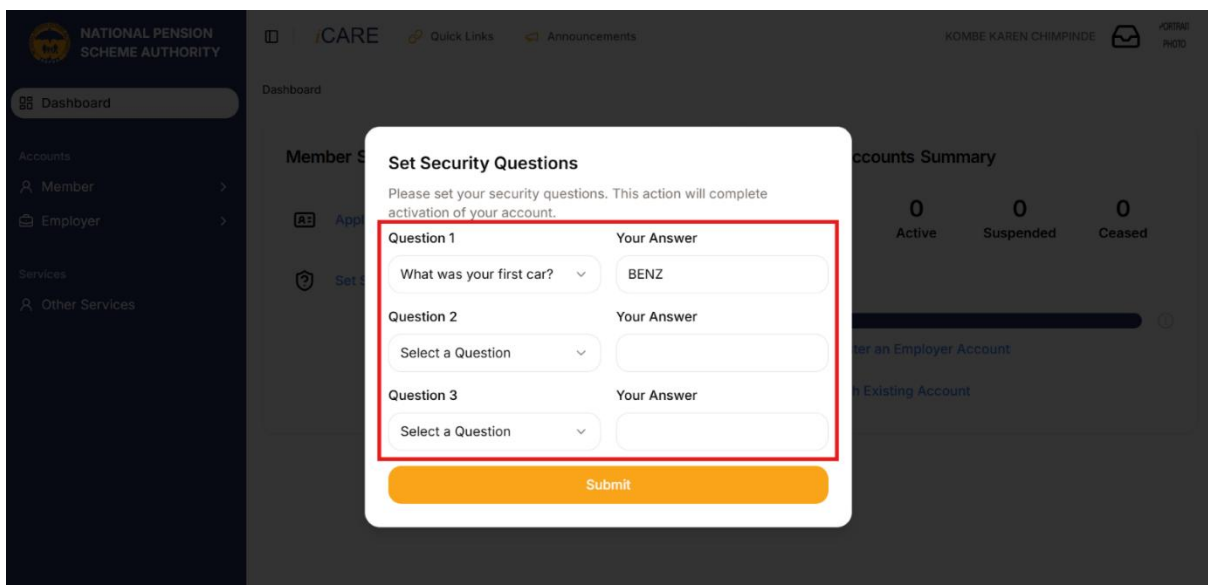 NATIONAL PENSION
SCHEME AUTHORITY
iCARE
Quick Links
Announcements
KOMBE KAREN CHIMPINDE
PORTRAIT
PHOTO
Dashboard
Dashboard
Accounts
Member
Employer
Services
Other Services
Member S
Appl
Set S
Set Security Questions
Please set your security questions. This action will complete
activation of your account.
Question 1
Your Answer
What was your first car?
BENZ
Question 2
Your Answer
Select a Question
Question 3
Your Answer
Select a Question
Submit
ccounts Summary
0
0
0
Active
Suspended
Ceased
ter an Employer Account
h Existing Account